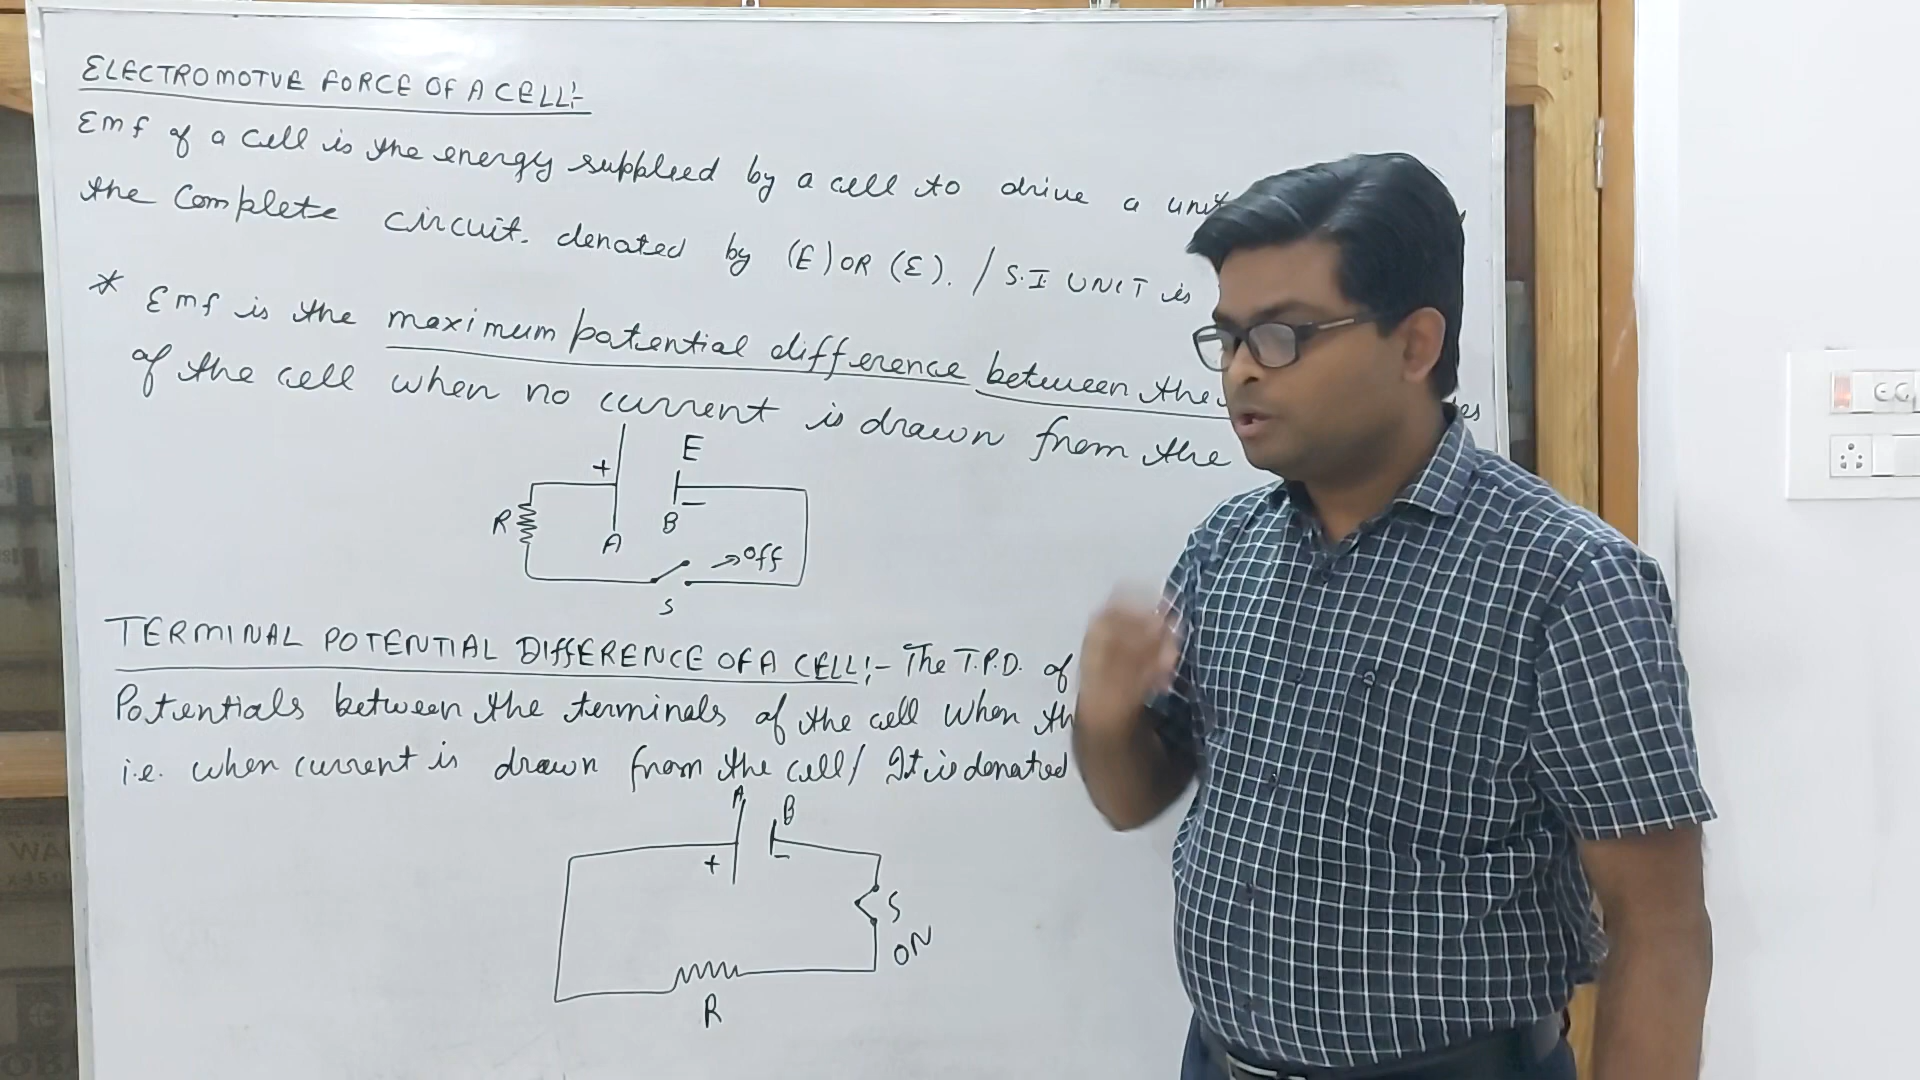 ELECTROMOTVE FORCE OF A CELL:-
Emf of a cell is the energy supplied by a cell to drive a unit
the Complete circuit. denoted by (E) OR (ε). / S.I UNIT is
* Emf is the maximum potential difference between the
of the cell when no current is drawn from the
+ E
R A B −
→ off
S
TERMINAL POTENTIAL DIFFERENCE OF A CELL:- The T.P.D. of
Potentials between the terminals of the cell When th
i.e. when current is drawn from the cell/ It is denoted
A B
+ −
S
ON
R